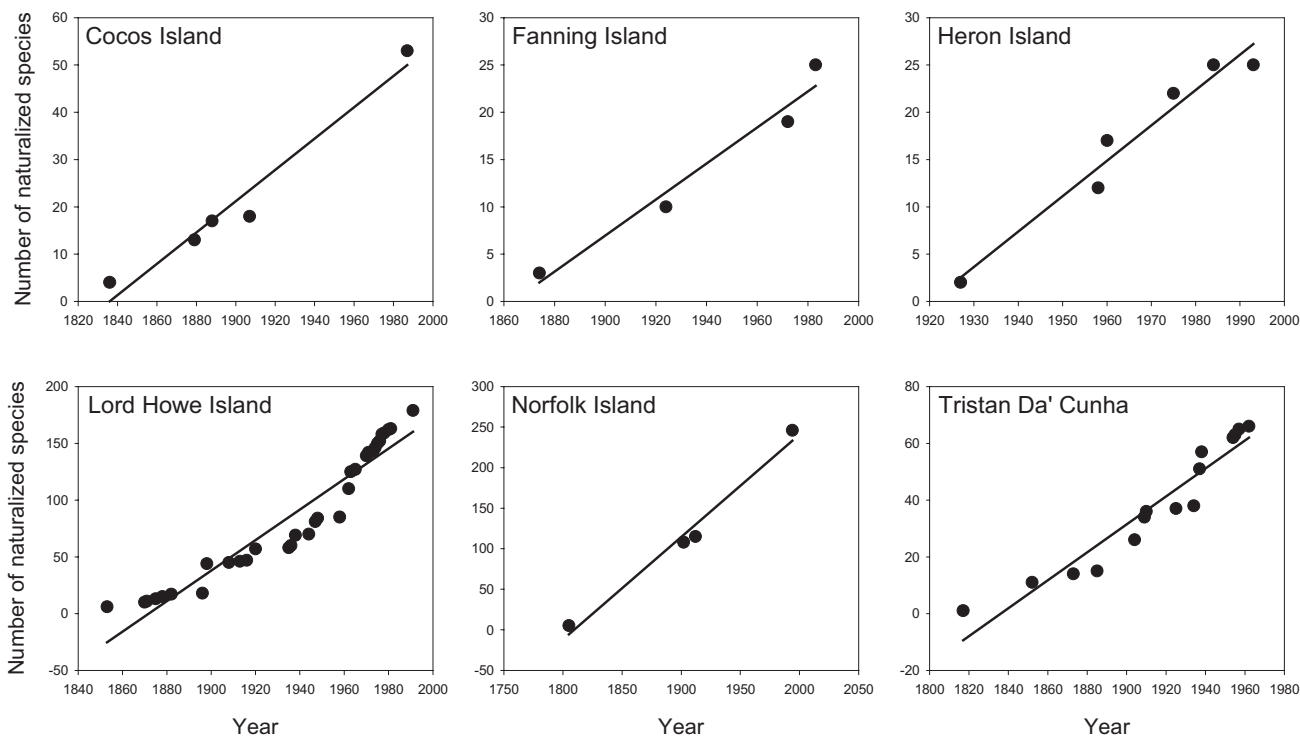 Number of naturalized species
Cocos Island
60
50
40
30
20
10
0
1820 1840 1860 1880 1900 1920 1940 1960 1980 2000
Fanning Island
30
25
20
15
10
5
0
1860 1880 1900 1920 1940 1960 1980 2000
Heron Island
30
25
20
15
10
5
0
1920 1930 1940 1950 1960 1970 1980 1990 2000
Number of naturalized species
Lord Howe Island
200
150
100
50
0
-50
1840 1860 1880 1900 1920 1940 1960 1980 2000
Year
Norfolk Island
300
250
200
150
100
50
0
-50
1750 1800 1850 1900 1950 2000 2050
Year
Tristan Da' Cunha
80
60
40
20
0
-20
1800 1820 1840 1860 1880 1900 1920 1940 1960 1980
Year